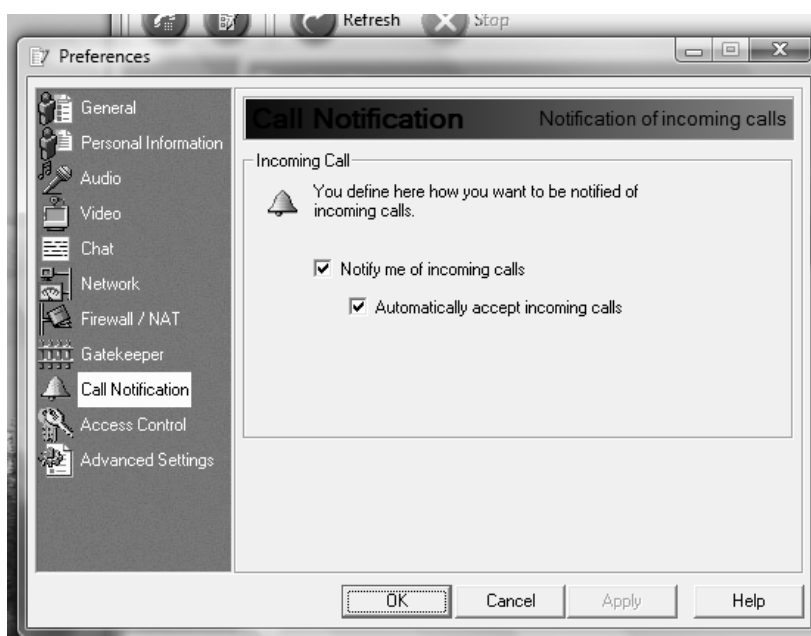 Refresh Stop
Preferences
General
Personal Information
Audio
Video
Chat
Network
Firewall / NAT
Gatekeeper
Call Notification
Access Control
Advanced Settings
Call Notification Notification of incoming calls
Incoming Call
You define here how you want to be notified of
incoming calls.
Notify me of incoming calls
Automatically accept incoming calls
OK Cancel Apply Help